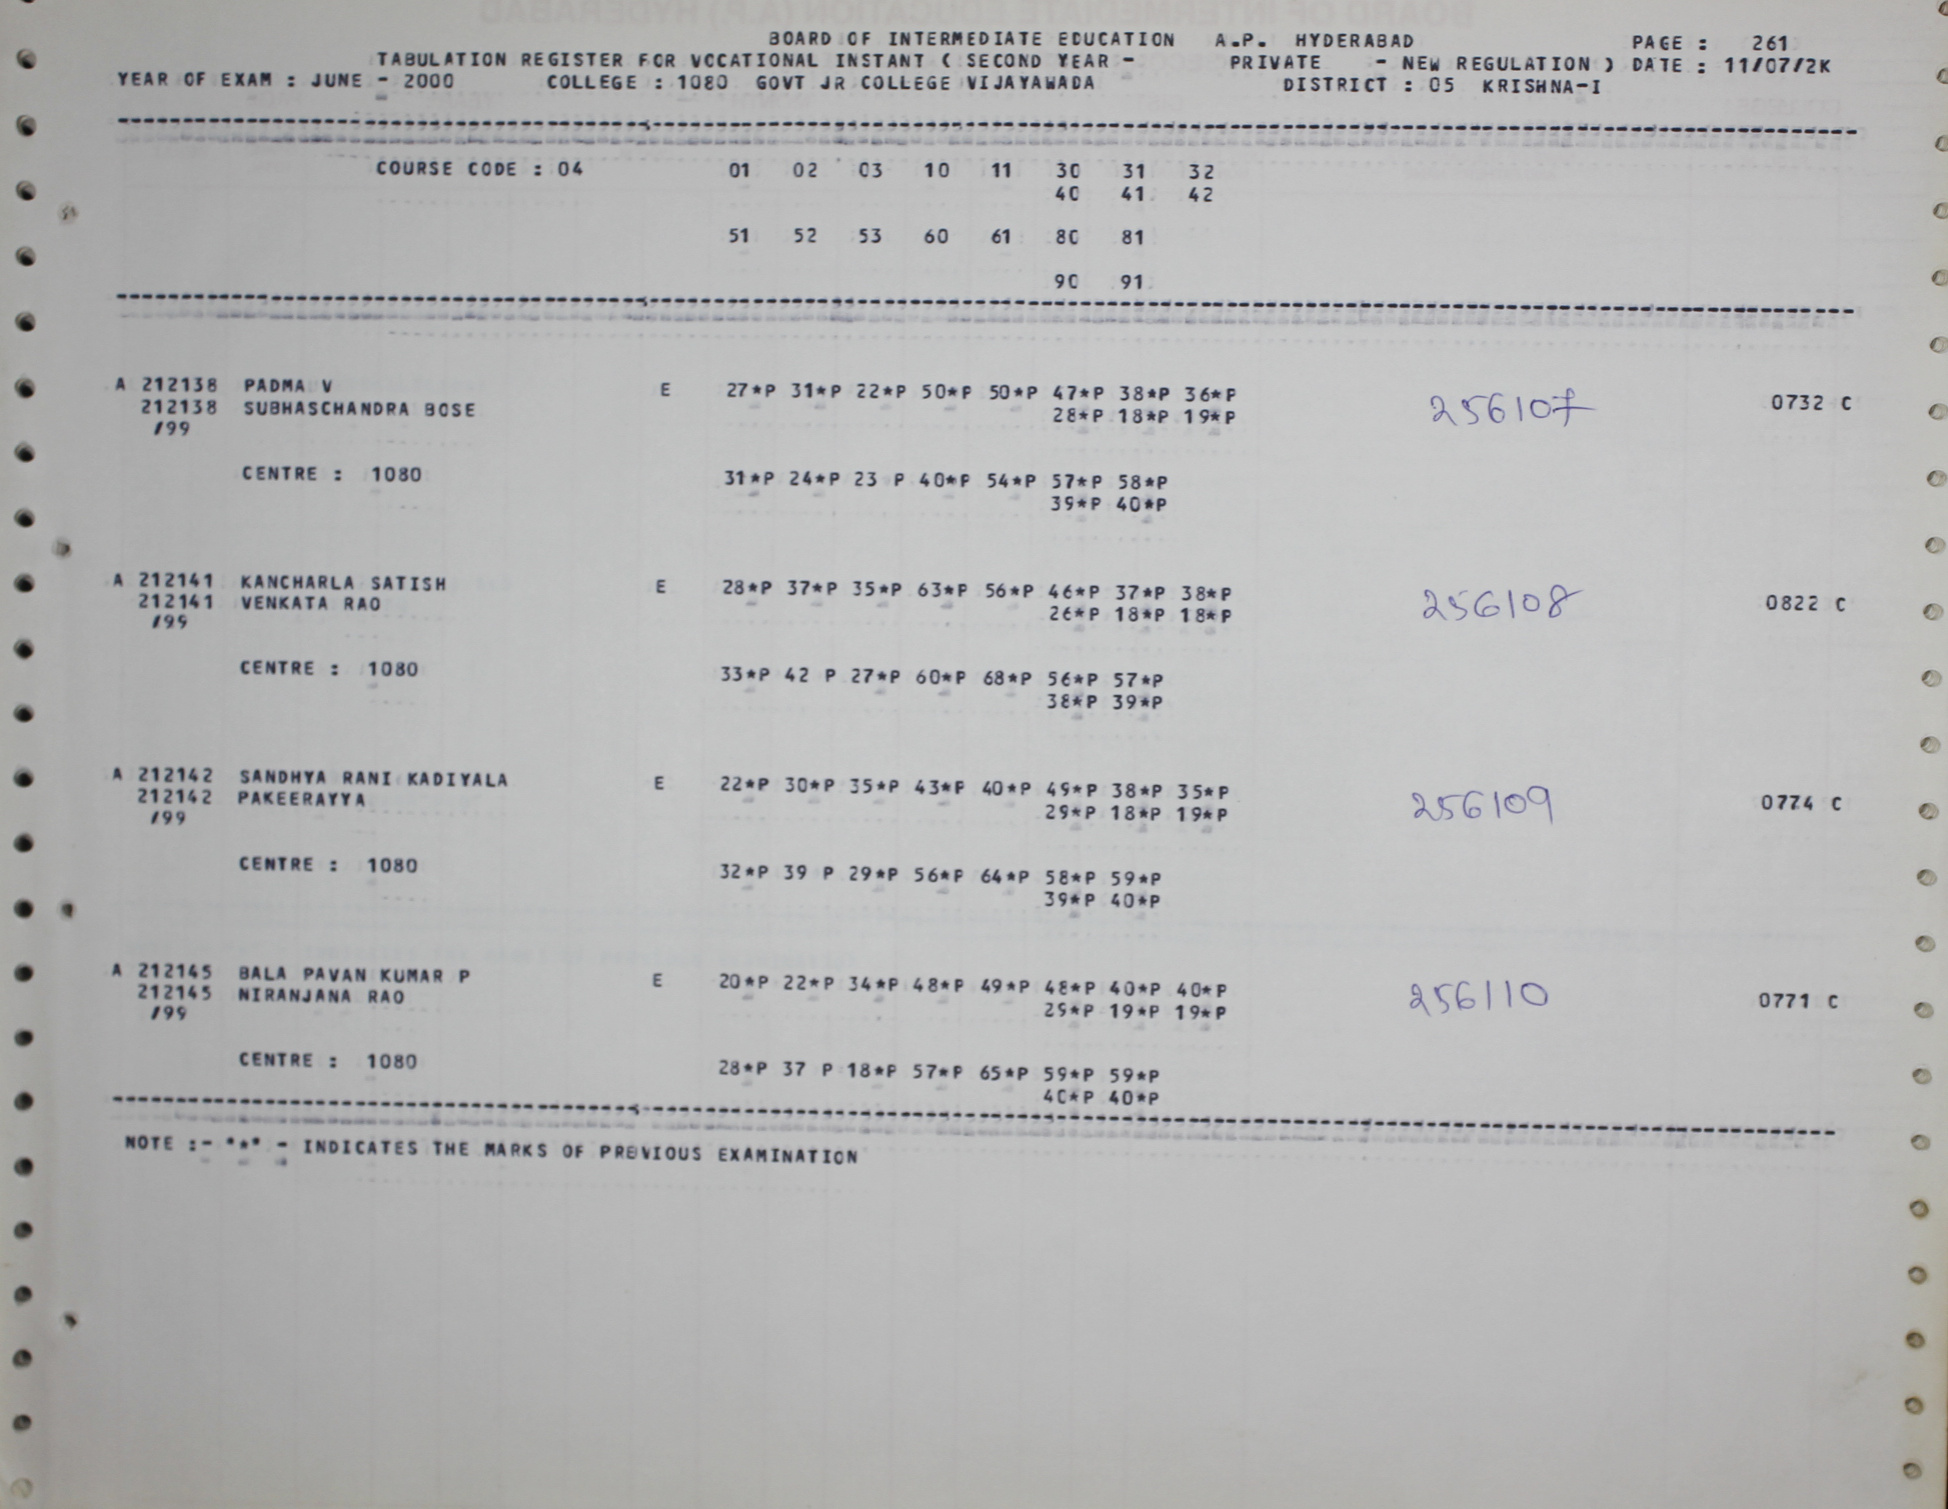 BOARD OF INTERMEDIATE EDUCATION A.P. HYDERABAD PAGE : 261
TABULATION REGISTER FOR VOCATIONAL INSTANT ( SECOND YEAR - PRIVATE - NEW REGULATION ) DATE : 11/07/2K
YEAR OF EXAM : JUNE - 2000 COLLEGE : 1080 GOVT JR COLLEGE VIJAYAWADA DISTRICT : 05 KRISHNA-I
COURSE CODE : 04 01 02 03 10 11 30 31 32
40 41 42
51 52 53 60 61 80 81
90 91
A 212138 PADMA V E 27*P 31*P 22*P 50*P 50*P 47*P 38*P 36*P 256107 0732 C
212138 SUBHASCHANDRA BOSE 28*P 18*P 19*P
/99
CENTRE : 1080 31*P 24*P 23 P 40*P 54*P 57*P 58*P
39*P 40*P
A 212141 KANCHARLA SATISH E 28*P 37*P 35*P 63*P 56*P 46*P 37*P 38*P 256108 0822 C
212141 VENKATA RAO 26*P 18*P 18*P
/99
CENTRE : 1080 33*P 42 P 27*P 60*P 68*P 56*P 57*P
38*P 39*P
A 212142 SANDHYA RANI KADIYALA E 22*P 30*P 35*P 43*P 40*P 49*P 38*P 35*P 256109 0774 C
212142 PAKEERAYYA 29*P 18*P 19*P
/99
CENTRE : 1080 32*P 39 P 29*P 56*P 64*P 58*P 59*P
39*P 40*P
A 212145 BALA PAVAN KUMAR P E 20*P 22*P 34*P 48*P 49*P 48*P 40*P 40*P 256110 0771 C
212145 NIRANJANA RAO 29*P 19*P 19*P
/99
CENTRE : 1080 28*P 37 P 18*P 57*P 65*P 59*P 59*P
40*P 40*P
NOTE :- "*" - INDICATES THE MARKS OF PREVIOUS EXAMINATION